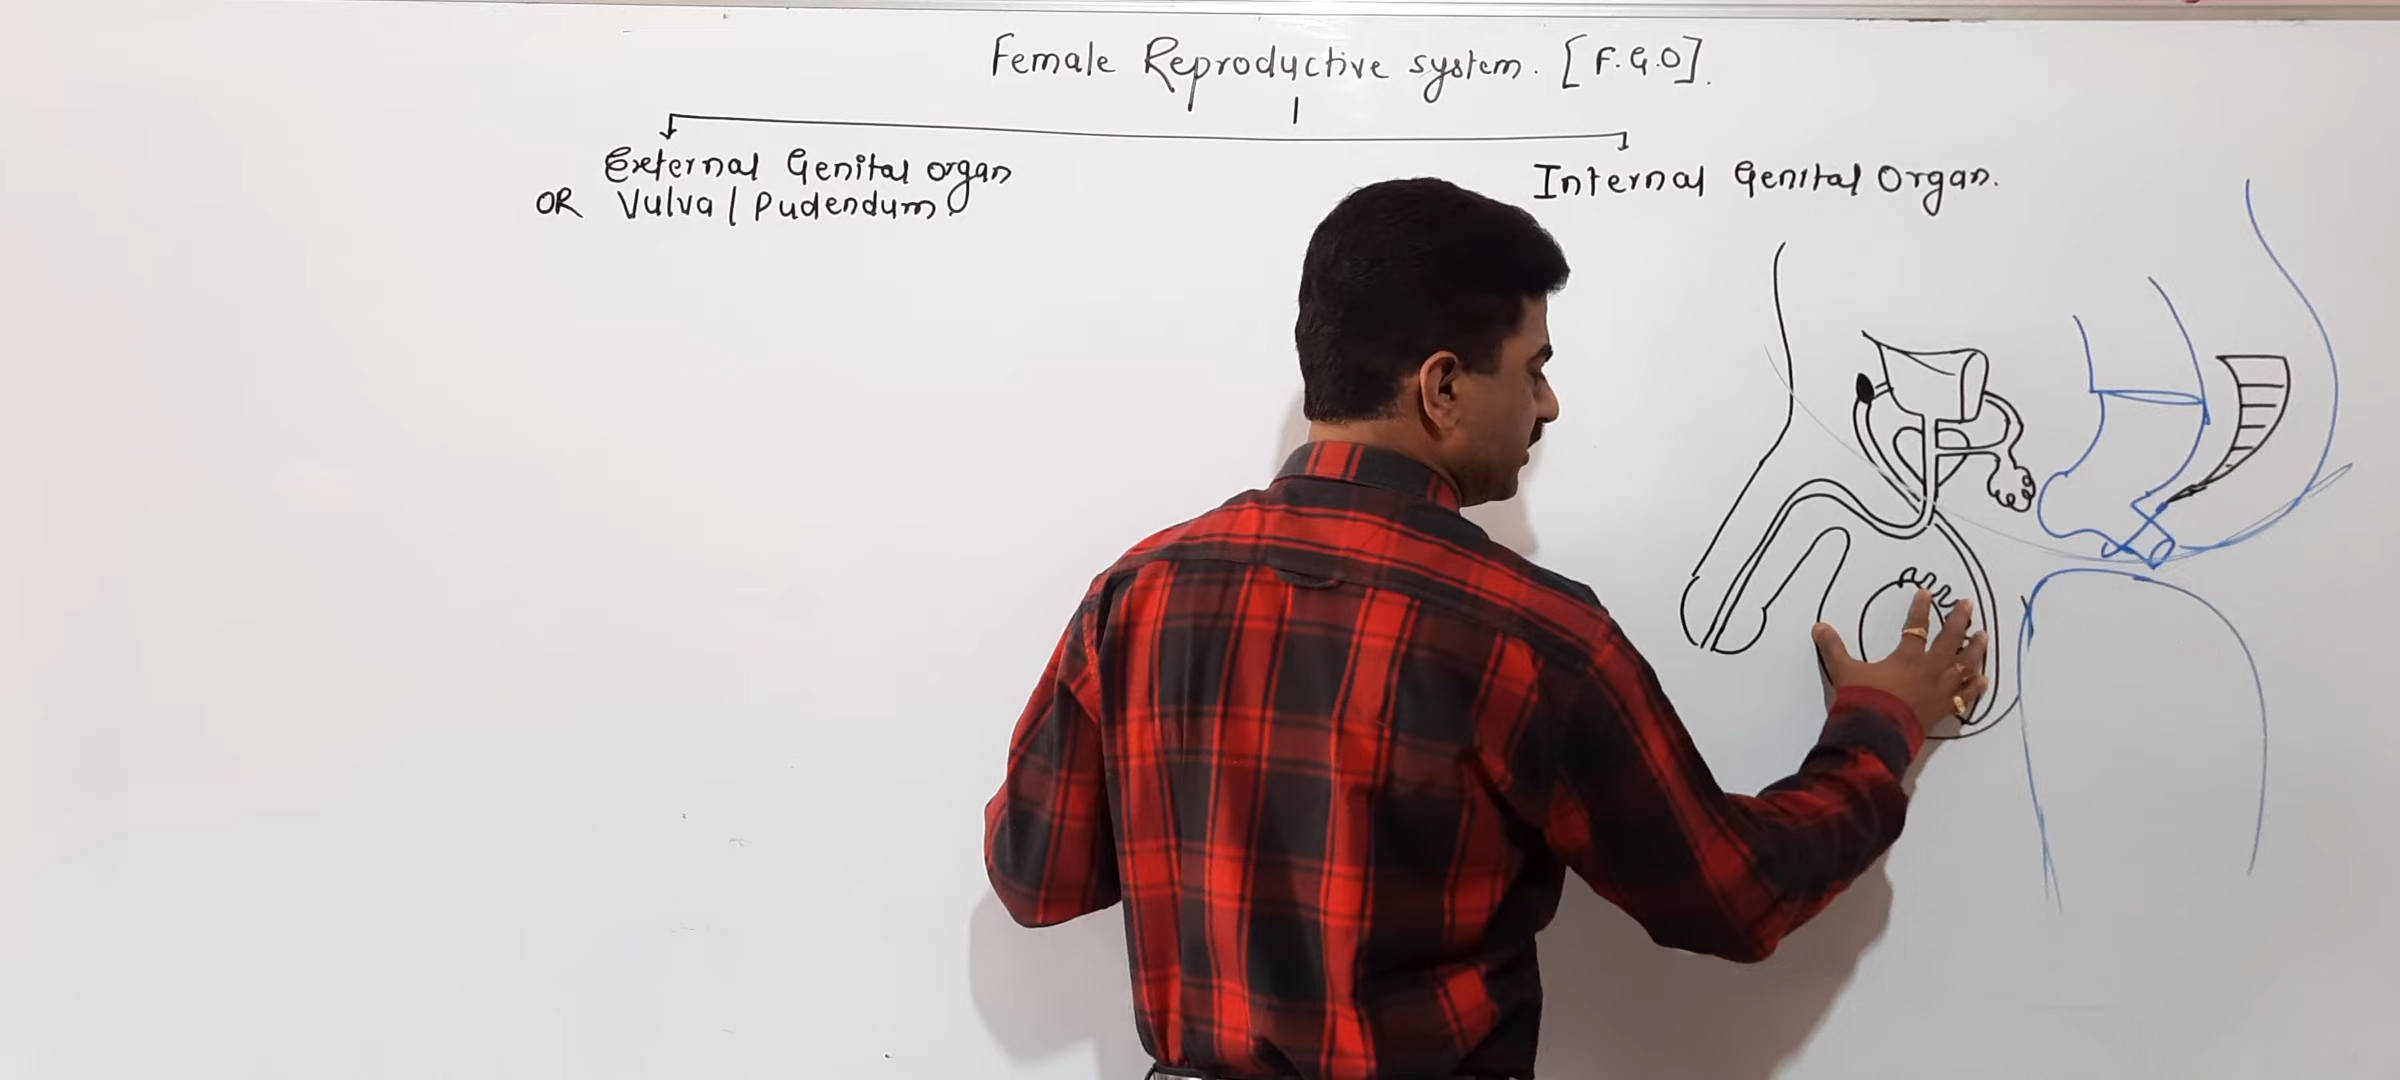 Female Reproductive system. [F.G.O].
External Genital organ
OR Vulva / Pudendum.
Internal Genital Organ.